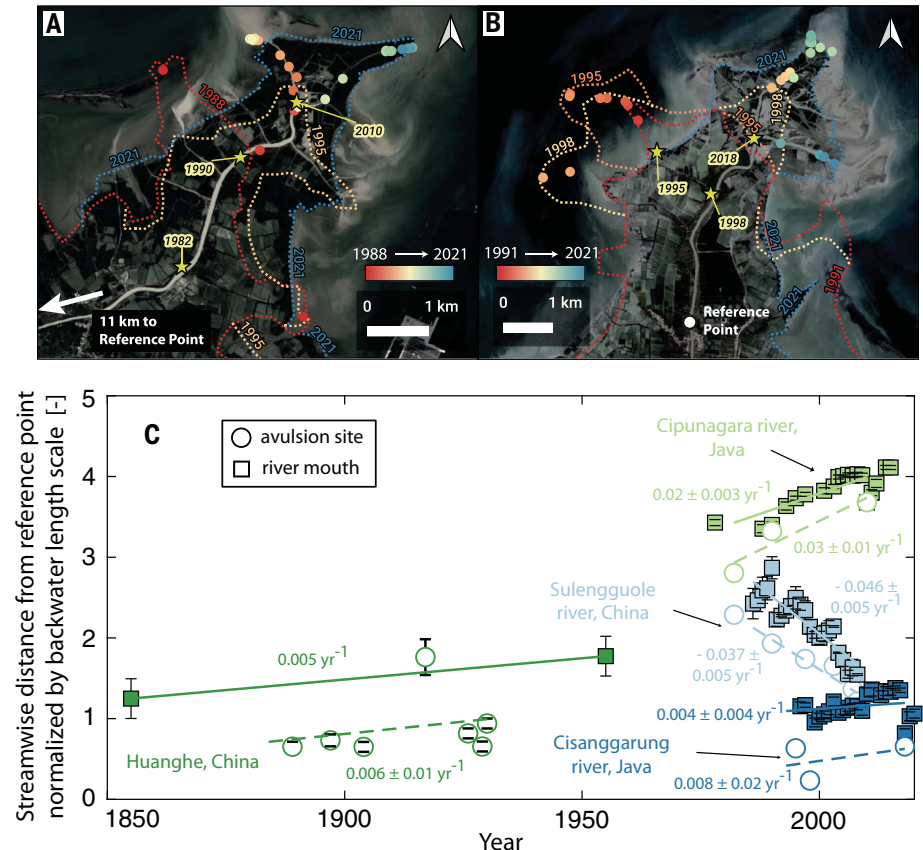 A
1988
2021
2021
1995
2010
1990
1982
2021
1988 → 2021
0 1 km
11 km to
Reference Point
1995
2021
B
2021
1995
1998
1998
1995
2018
1995
1998
2021
1991
2021
1991 → 2021
0 1 km
Reference
Point
C
Streamwise distance from reference point
normalized by backwater length scale [-]
5
4
3
2
1
0
avulsion site
river mouth
Cipunagara river,
Java
0.02 ± 0.003 yr-1
0.03 ± 0.01 yr-1
Sulengguole
river, China
- 0.046 ±
0.005 yr-1
- 0.037 ±
0.005 yr-1
0.005 yr-1
0.004 ± 0.004 yr-1
Huanghe, China
0.006 ± 0.01 yr-1
Cisanggarung
river, Java
0.008 ± 0.02 yr-1
1850 1900 1950 2000
Year